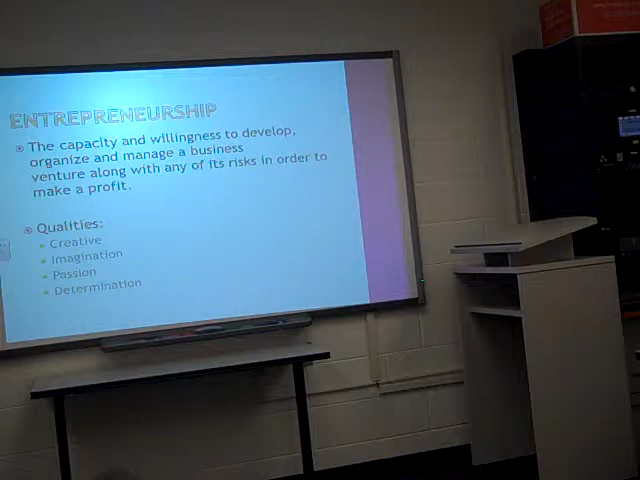 ENTREPRENEURSHIP
The capacity and willingness to develop,
organize and manage a business
venture along with any of its risks in order to
make a profit.
Qualities:
Creative
Imagination
Passion
Determination